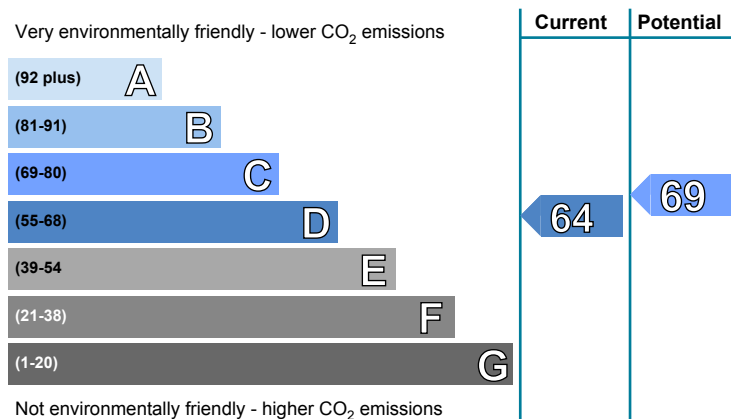 Very environmentally friendly - lower CO₂ emissions
Current
Potential
(92 plus) A
(81-91) B
(69-80) C
(55-68) D
(39-54 E
(21-38) F
(1-20) G
64
69
Not environmentally friendly - higher CO₂ emissions